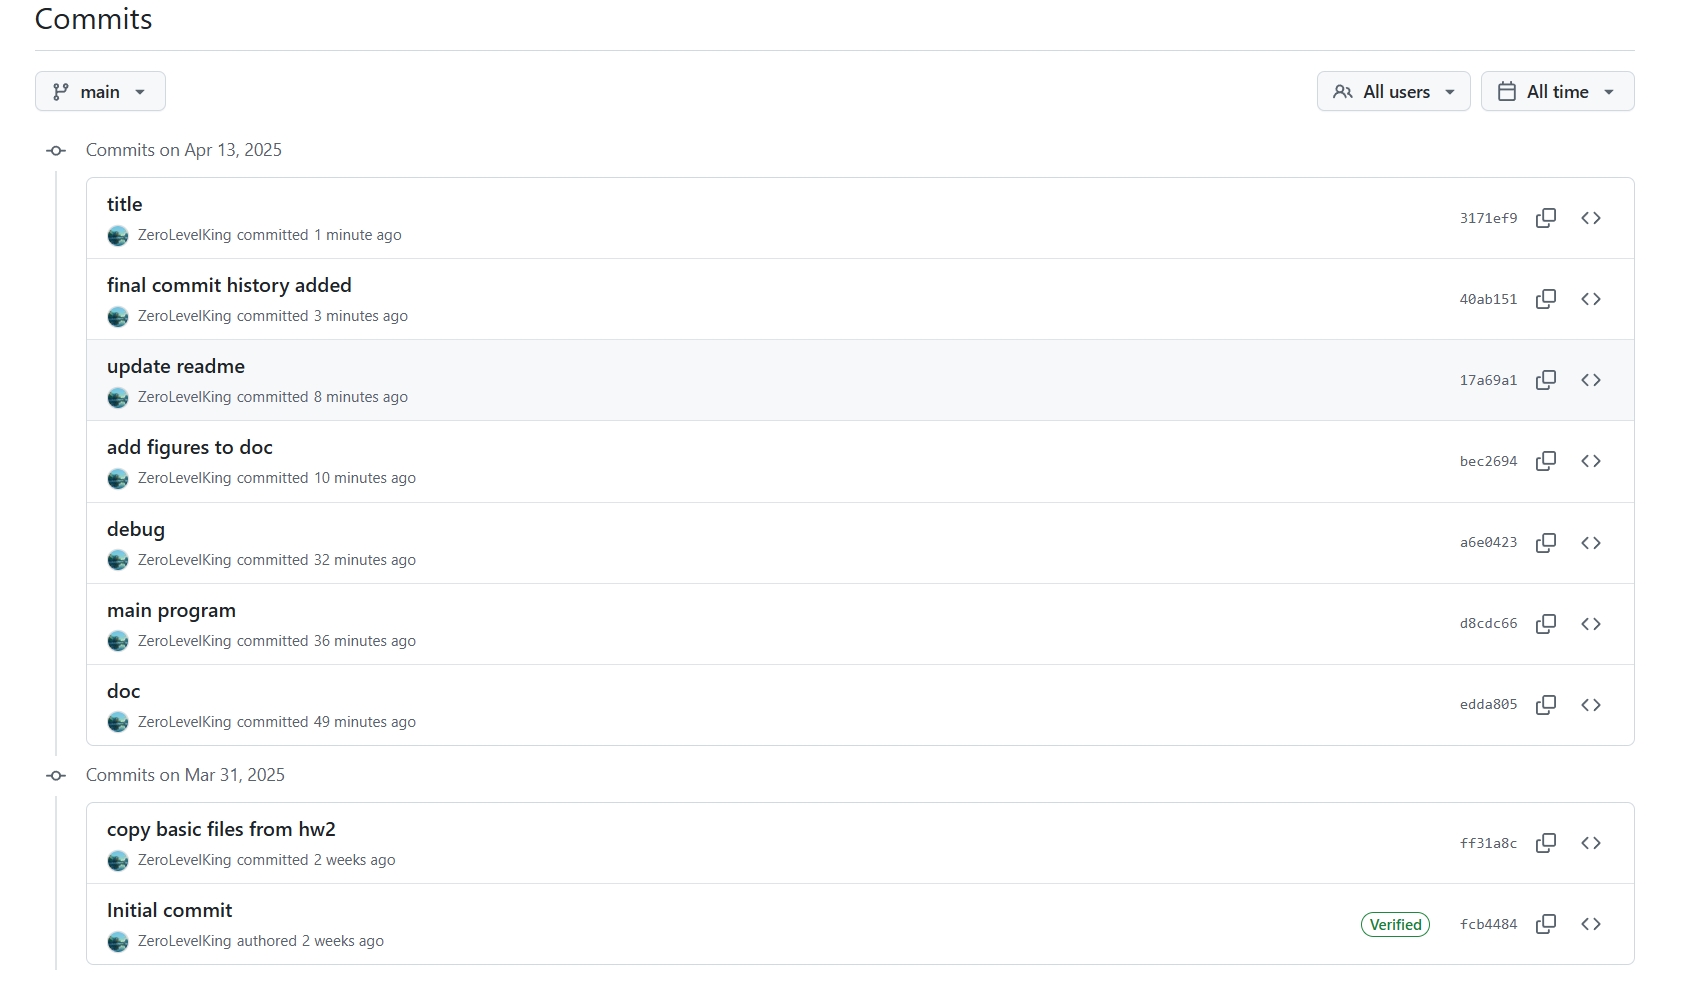 Commits
main
All users
All time
Commits on Apr 13, 2025
title
ZeroLevelKing committed 1 minute ago
3171ef9
final commit history added
ZeroLevelKing committed 3 minutes ago
40ab151
update readme
ZeroLevelKing committed 8 minutes ago
17a69a1
add figures to doc
ZeroLevelKing committed 10 minutes ago
bec2694
debug
ZeroLevelKing committed 32 minutes ago
a6e0423
main program
ZeroLevelKing committed 36 minutes ago
d8cdc66
doc
ZeroLevelKing committed 49 minutes ago
edda805
Commits on Mar 31, 2025
copy basic files from hw2
ZeroLevelKing committed 2 weeks ago
ff31a8c
Initial commit
ZeroLevelKing authored 2 weeks ago
Verified
fcb4484